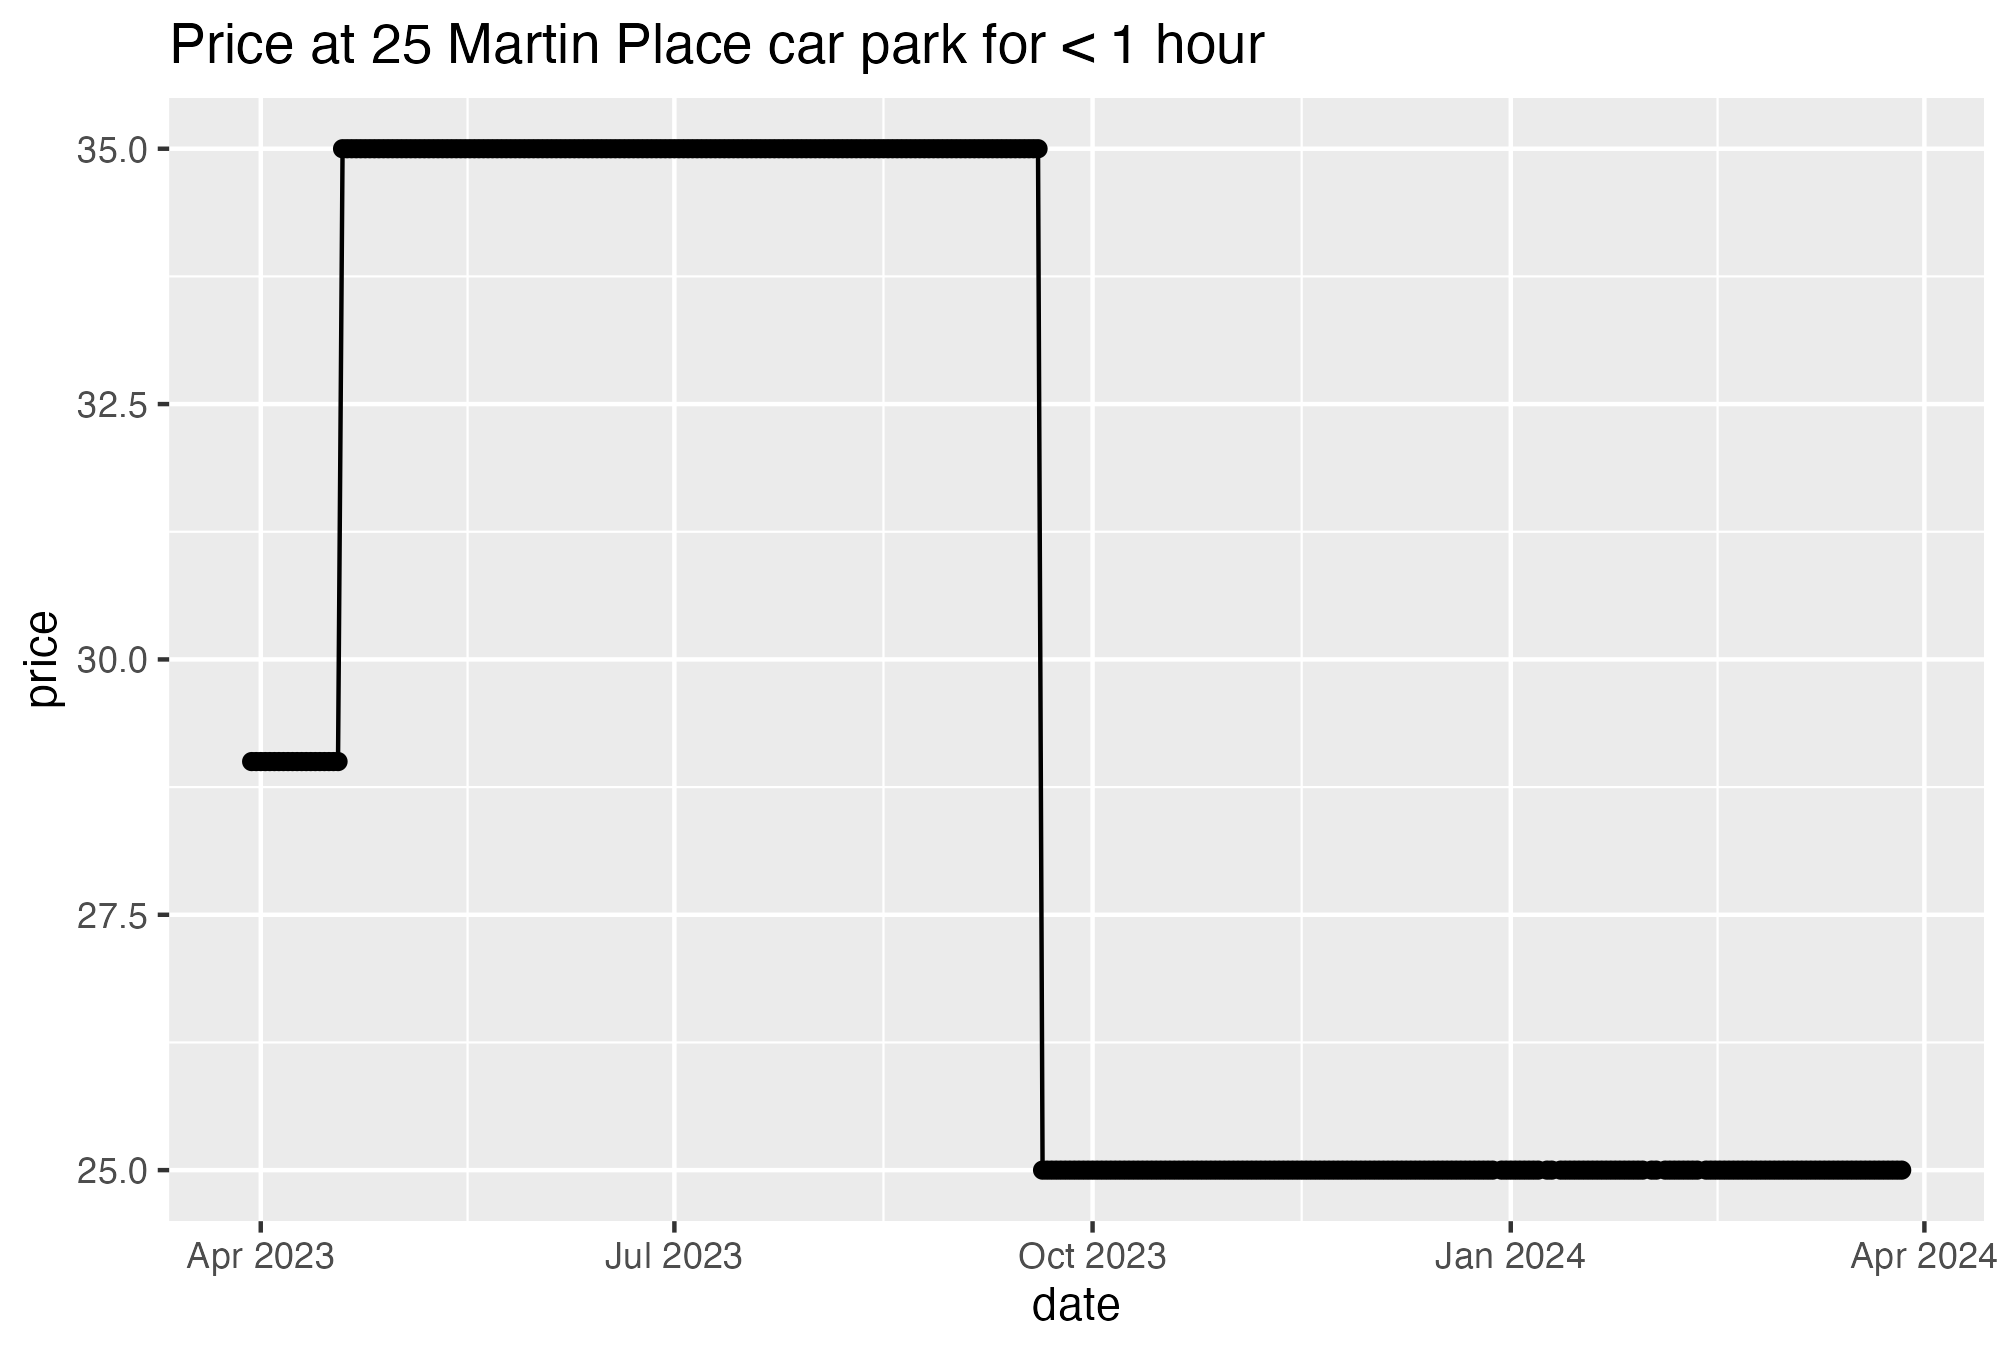 Price at 25 Martin Place car park for < 1 hour
35.0
32.5
30.0
27.5
25.0
price
Apr 2023
Jul 2023
Oct 2023
Jan 2024
Apr 2024
date